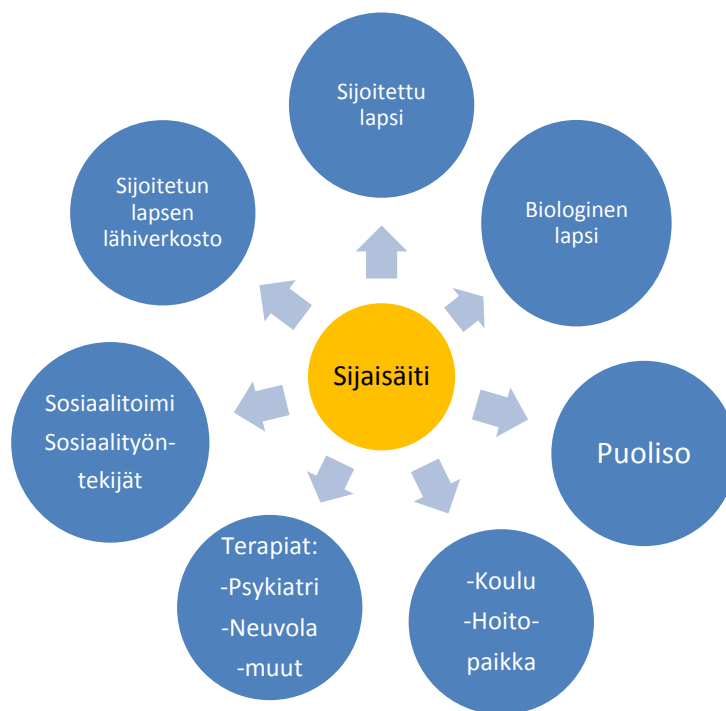 Sijoitettu
lapsi
Biologinen
lapsi
Puoliso
-Koulu
-Hoito-
paikka
Terapiat:
-Psykiatri
-Neuvola
-muut
Sosiaalitoimi
Sosiaalityön-
tekijät
Sijoitetun
lapsen
lähiverkosto
Sijaisäiti